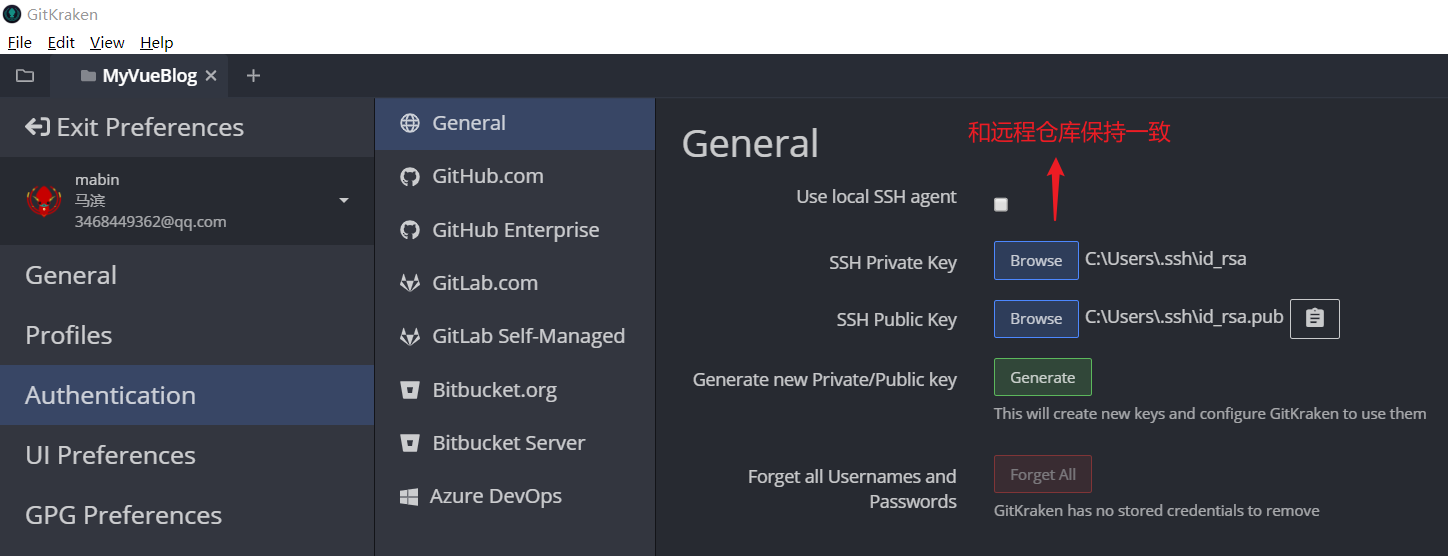 GitKraken
File Edit View Help
MyVueBlog
Exit Preferences
mabin
马滨
3468449362@qq.com
General
Profiles
Authentication
UI Preferences
GPG Preferences
General
GitHub.com
GitHub Enterprise
GitLab.com
GitLab Self-Managed
Bitbucket.org
Bitbucket Server
Azure DevOps
General
和远程仓库保持一致
Use local SSH agent
SSH Private Key Browse C:\Users\.ssh\id_rsa
SSH Public Key Browse C:\Users\.ssh\id_rsa.pub
Generate new Private/Public key Generate
This will create new keys and configure GitKraken to use them
Forget all Usernames and
Passwords
Forget All
GitKraken has no stored credentials to remove